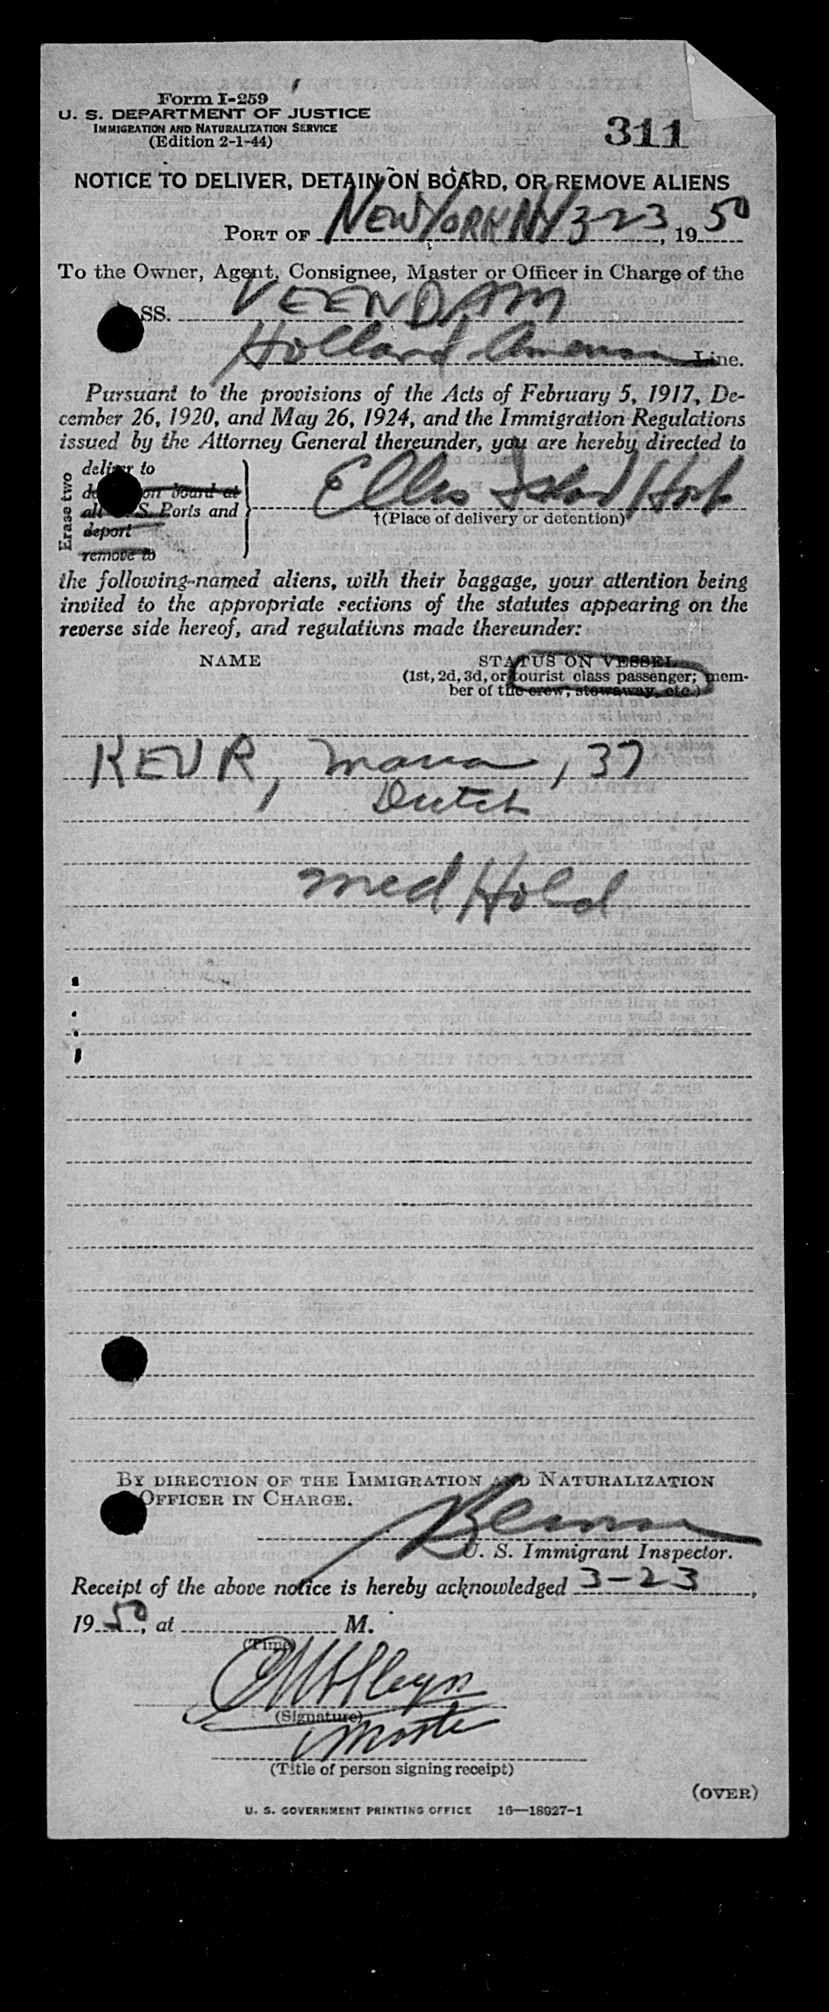 Form I-259
U. S. DEPARTMENT OF JUSTICE
IMMIGRATION AND NATURALIZATION SERVICE
(Edition 2-1-44)
311
NOTICE TO DELIVER, DETAIN ON BOARD, OR REMOVE ALIENS
PORT OF NEW YORK NY 3-23, 1950
To the Owner, Agent, Consignee, Master or Officer in Charge of the
SS. VEENDAM
Holland America Line.
Pursuant to the provisions of the Acts of February 5, 1917, De-
cember 26, 1920, and May 26, 1924, and the Immigration Regulations
issued by the Attorney General thereunder, you are hereby directed to
Erase two
deliver to
on board at
all S. Ports and
deport
remove to
Ellis Island Hosp
†(Place of delivery or detention)
the following-named aliens, with their baggage, your attention being
invited to the appropriate sections of the statutes appearing on the
reverse side hereof, and regulations made thereunder:
NAME
STATUS ON VESSEL
(1st, 2d, 3d, or tourist class passenger; mem-
ber of the crew; stowaway, etc.)
KEUR, Maria, 37
Dutch
Med Hold
BY DIRECTION OF THE IMMIGRATION AND NATURALIZATION
OFFICER IN CHARGE.
U. S. Immigrant Inspector.
Receipt of the above notice is hereby acknowledged 3-23,
1950, at M.
(Time)
(Signature)
Master
(Title of person signing receipt)
(OVER)
U. S. GOVERNMENT PRINTING OFFICE 16—18027-1